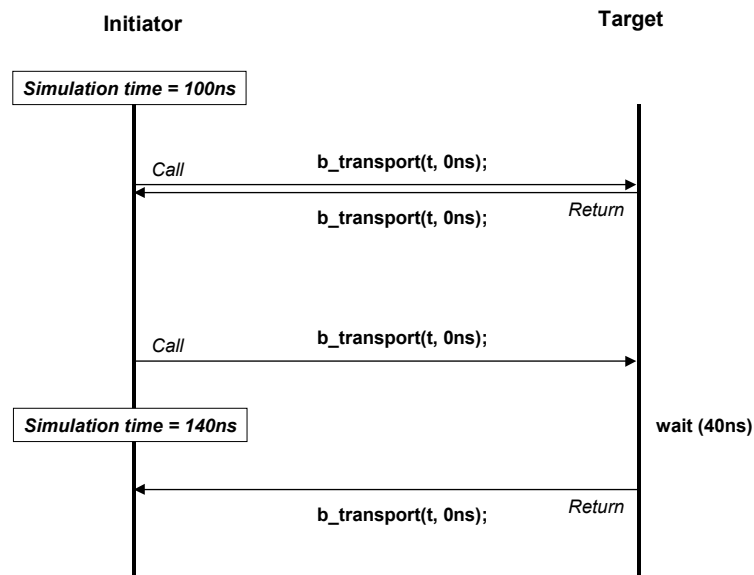 Initiator
Target
Simulation time = 100ns
b_transport(t, 0ns);
Call
Return
b_transport(t, 0ns);
b_transport(t, 0ns);
Call
Simulation time = 140ns
wait (40ns)
Return
b_transport(t, 0ns);